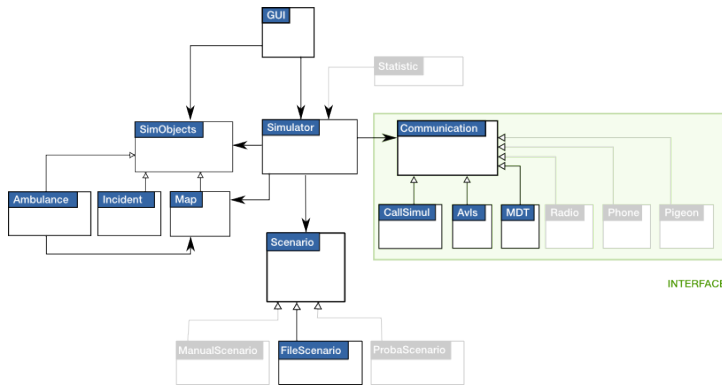 GUI
Statistic
SimObjects
Simulator
Communication
Ambulance
Incident
Map
CallSimul
Avls
MDT
Radio
Phone
Pigeon
Scenario
INTERFACE
ManualScenario
FileScenario
ProbaScenario